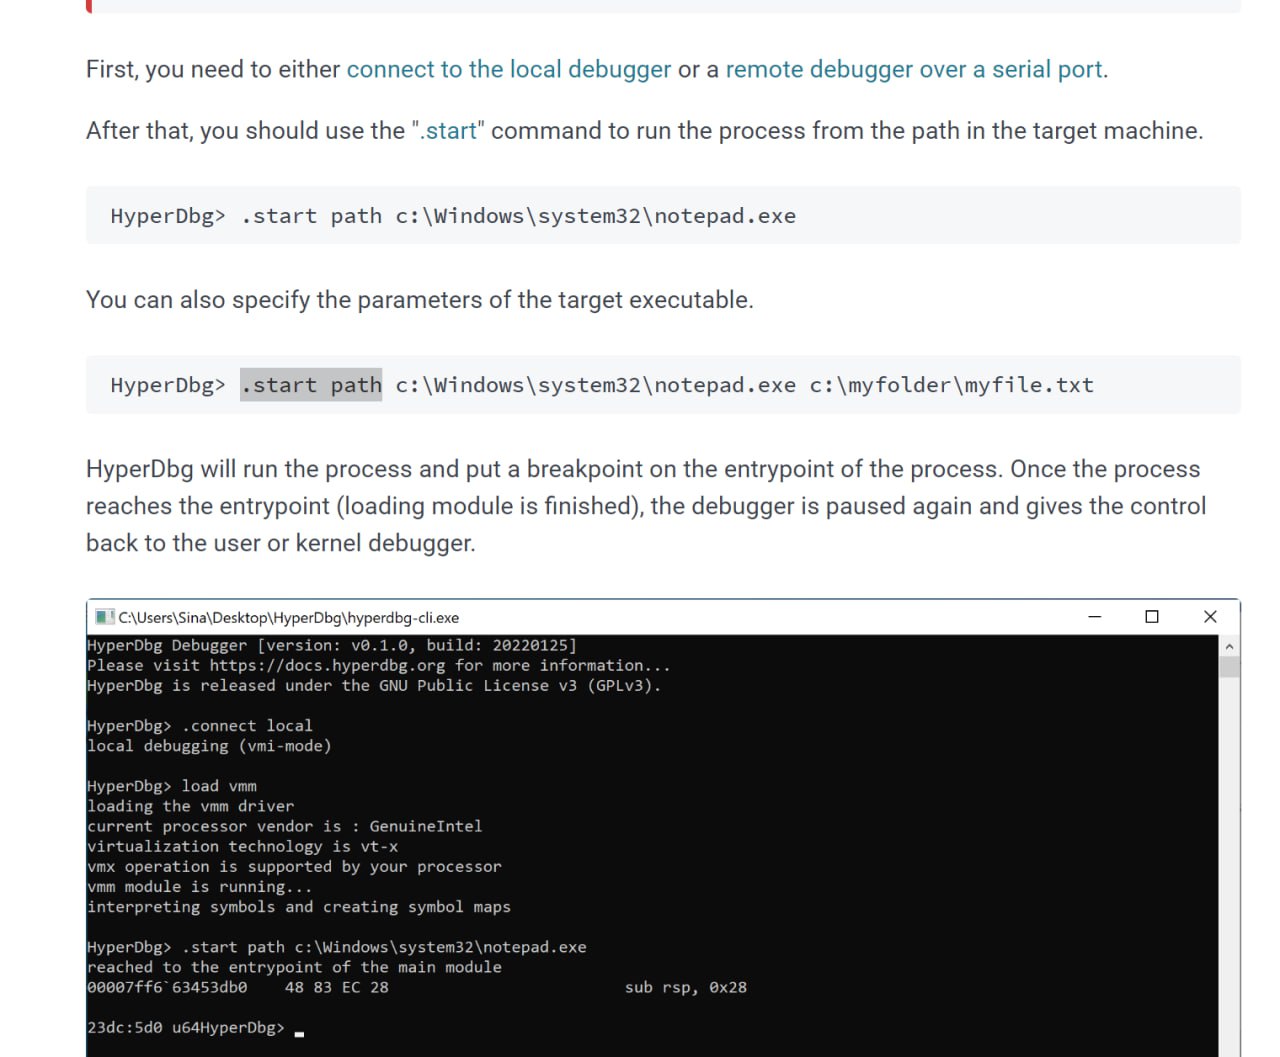 First, you need to either connect to the local debugger or a remote debugger over a serial port.
After that, you should use the ".start" command to run the process from the path in the target machine.
HyperDbg> .start path c:\Windows\system32\notepad.exe
You can also specify the parameters of the target executable.
HyperDbg> .start path c:\Windows\system32\notepad.exe c:\myfolder\myfile.txt
HyperDbg will run the process and put a breakpoint on the entrypoint of the process. Once the process
reaches the entrypoint (loading module is finished), the debugger is paused again and gives the control
back to the user or kernel debugger.
C:\Users\Sina\Desktop\HyperDbg\hyperdbg-cli.exe
HyperDbg Debugger [version: v0.1.0, build: 20220125]
Please visit https://docs.hyperdbg.org for more information...
HyperDbg is released under the GNU Public License v3 (GPLv3).
HyperDbg> .connect local
local debugging (vmi-mode)
HyperDbg> load vmm
loading the vmm driver
current processor vendor is : GenuineIntel
virtualization technology is vt-x
vmx operation is supported by your processor
vmm module is running...
interpreting symbols and creating symbol maps
HyperDbg> .start path c:\Windows\system32\notepad.exe
reached to the entrypoint of the main module
00007ff6`63453db0    48 83 EC 28                         sub rsp, 0x28
23dc:5d0 u64HyperDbg> _